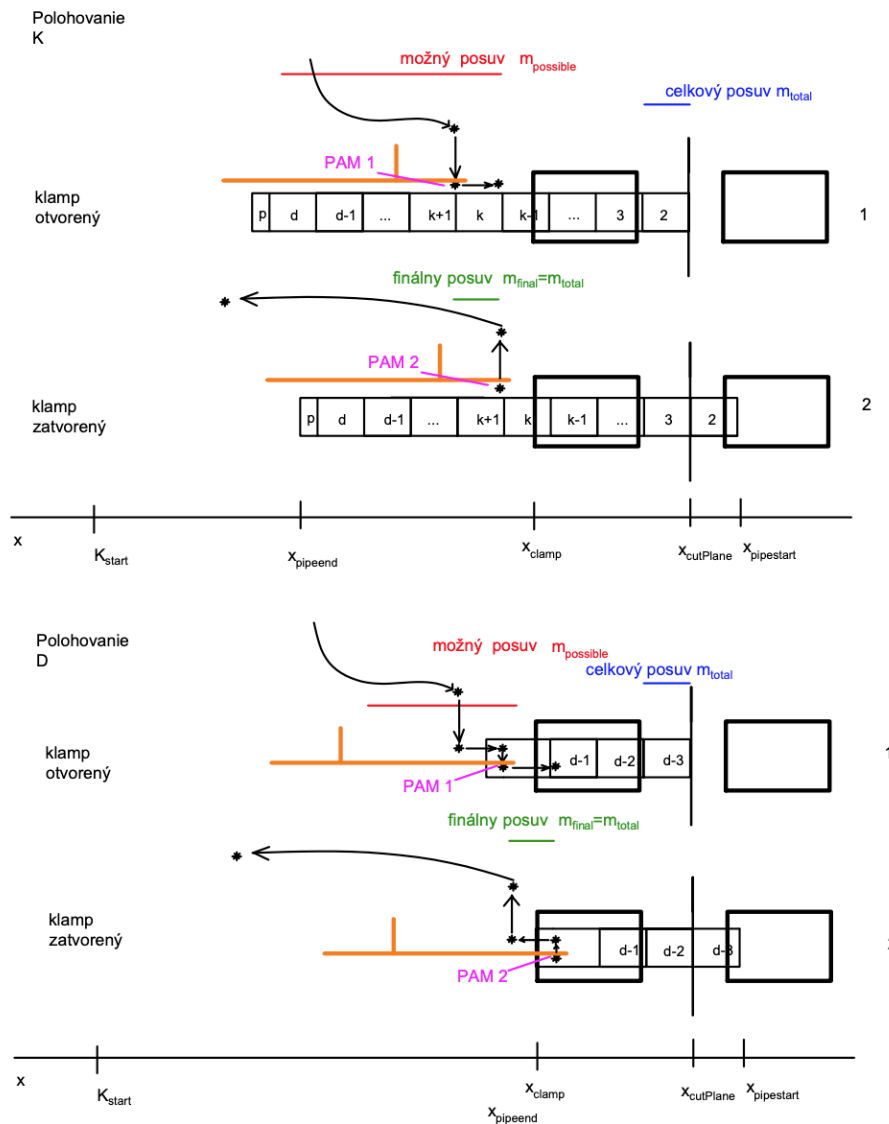 Polohovanie
K
možný posuv m_possible
celkový posuv m_total
PAM 1
klamp
otvorený
p d d-1 ... k+1 k k-1 ... 3 2
1
finálny posuv m_final=m_total
PAM 2
klamp
zatvorený
p d d-1 ... k+1 k k-1 ... 3 2
2
x
K_start
x_pipeend
x_clamp
x_cutPlane
x_pipestart
Polohovanie
D
možný posuv m_possible
celkový posuv m_total
klamp
otvorený
d-1 d-2 d-3
PAM 1
finálny posuv m_final=m_total
klamp
zatvorený
d-1 d-2 d-3
PAM 2
x
K_start
x_clamp
x_pipeend
x_cutPlane
x_pipestart